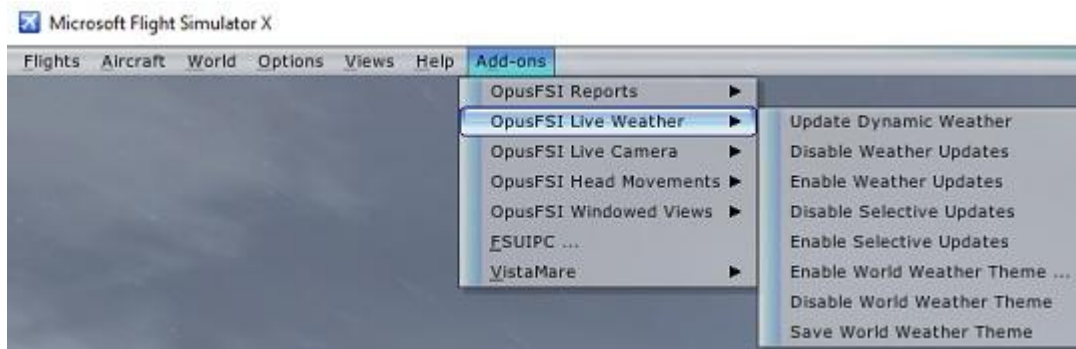 Microsoft Flight Simulator X
Flights Aircraft World Options Views Help Add-ons
OpusFSI Reports
OpusFSI Live Weather
OpusFSI Live Camera
OpusFSI Head Movements
OpusFSI Windowed Views
FSUIPC ...
VistaMare
Update Dynamic Weather
Disable Weather Updates
Enable Weather Updates
Disable Selective Updates
Enable Selective Updates
Enable World Weather Theme ...
Disable World Weather Theme
Save World Weather Theme